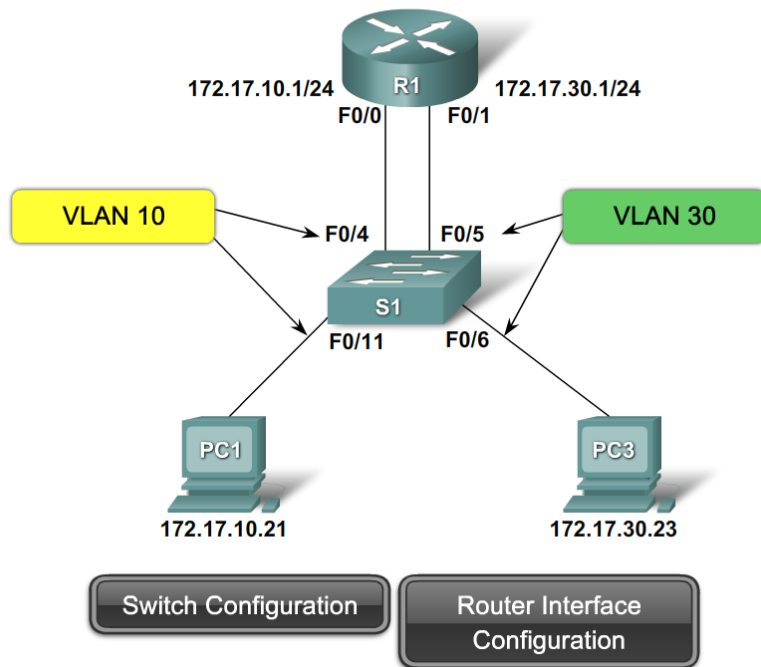 R1
172.17.10.1/24
172.17.30.1/24
F0/0
F0/1
VLAN 10
VLAN 30
F0/4
F0/5
S1
F0/11
F0/6
PC1
PC3
172.17.10.21
172.17.30.23
Switch Configuration
Router Interface
Configuration